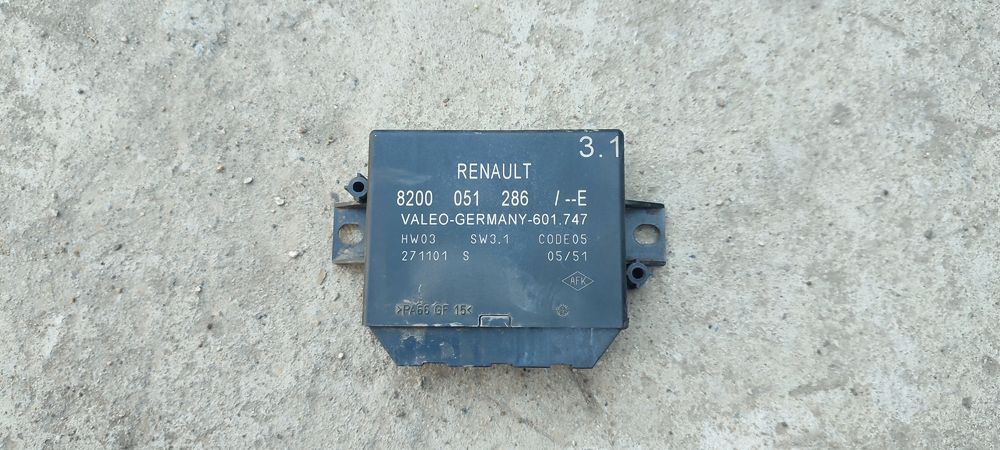 3.1
RENAULT
8200 051 286 /--E
VALEO-GERMANY-601.747
HW03 SW3.1 CODE05
271101 S 05/51
AFK
>PA66 GF 15<